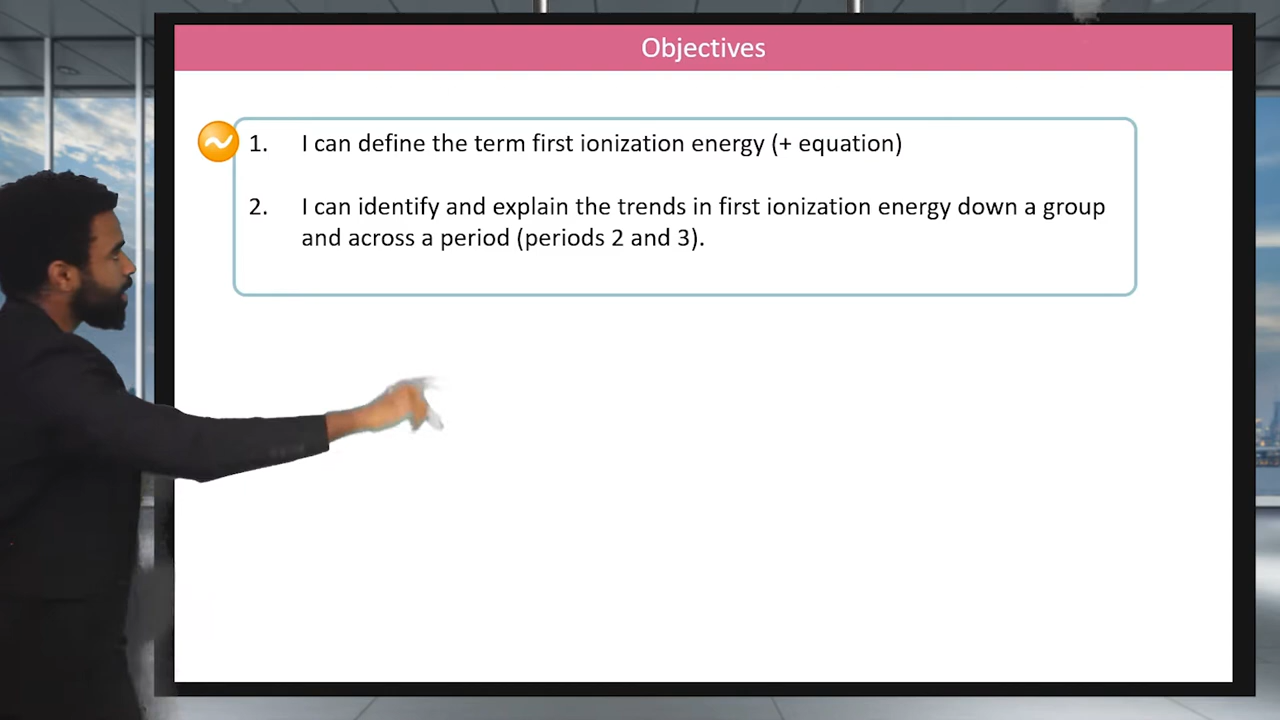 Objectives
1. I can define the term first ionization energy (+ equation)
2. I can identify and explain the trends in first ionization energy down a group
and across a period (periods 2 and 3).